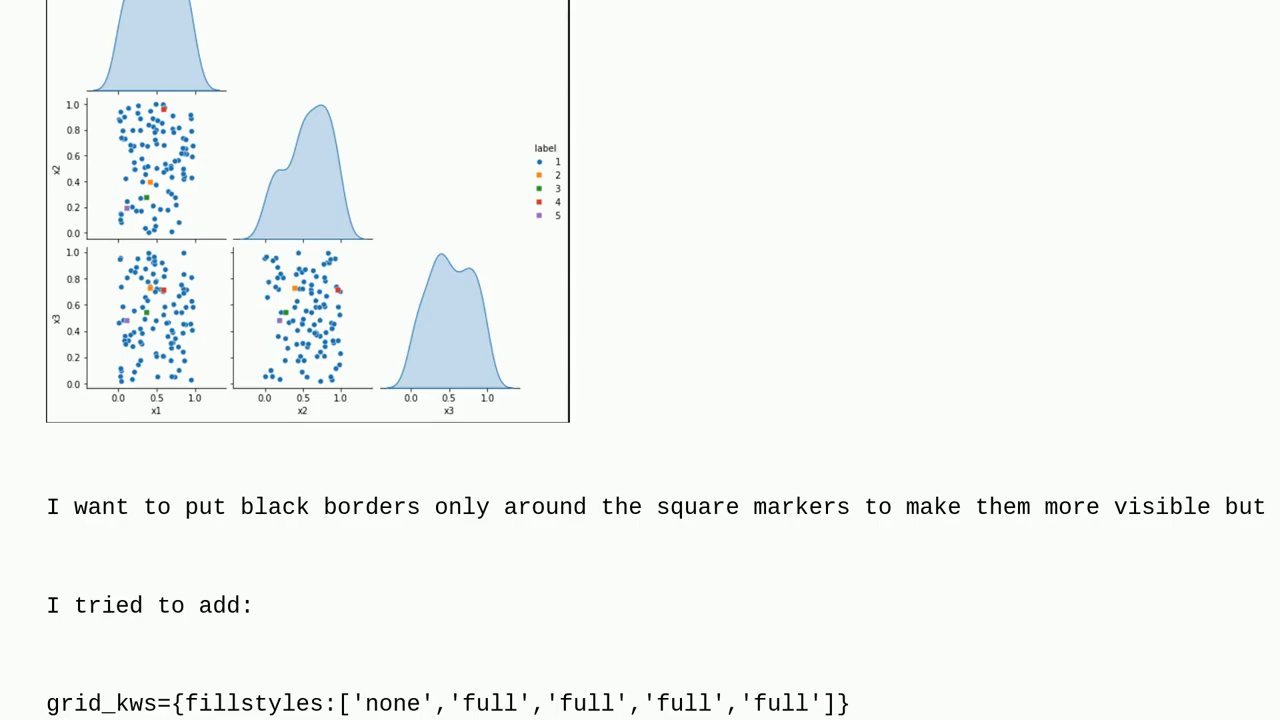 1.0
0.8
0.6
0.4
0.2
0.0
x2
label
1
2
3
4
5
1.0
0.8
0.6
0.4
0.2
0.0
x3
0.0 0.5 1.0 0.0 0.5 1.0 0.0 0.5 1.0
x1 x2 x3
I want to put black borders only around the square markers to make them more visible but
I tried to add:
grid_kws={fillstyles:['none','full','full','full','full']}